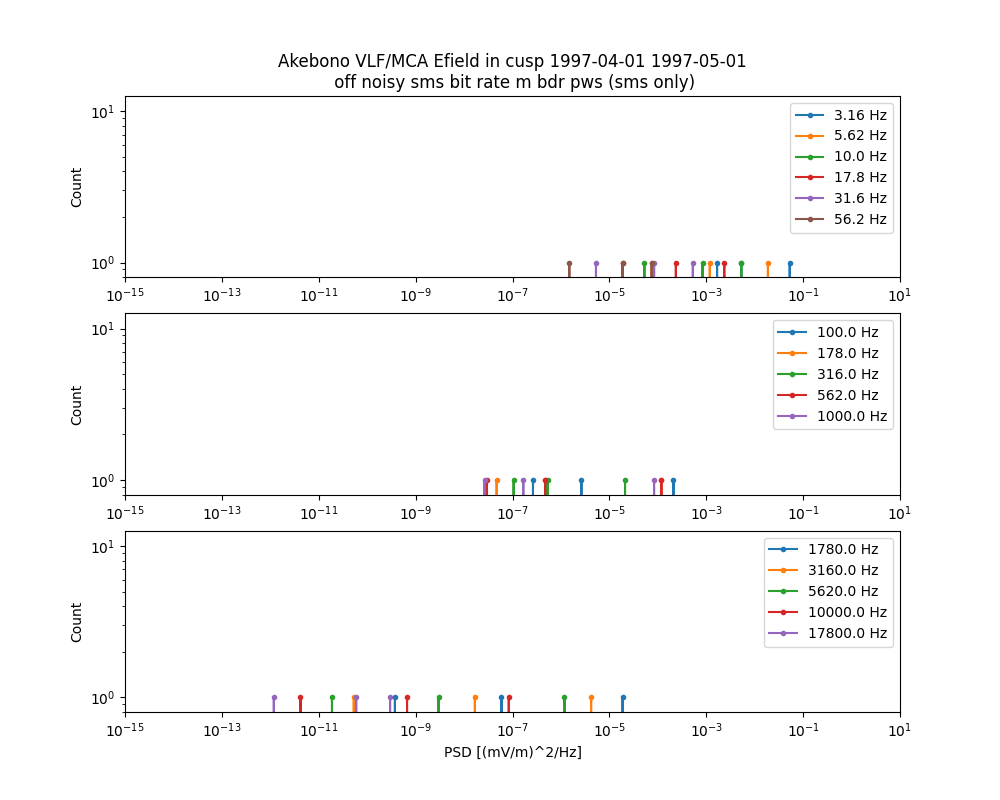 Akebono VLF/MCA Efield in cusp 1997-04-01 1997-05-01
off noisy sms bit rate m bdr pws (sms only)
10^1
Count
10^0
3.16 Hz
5.62 Hz
10.0 Hz
17.8 Hz
31.6 Hz
56.2 Hz
10^-15 10^-13 10^-11 10^-9 10^-7 10^-5 10^-3 10^-1 10^1
10^1
Count
10^0
100.0 Hz
178.0 Hz
316.0 Hz
562.0 Hz
1000.0 Hz
10^-15 10^-13 10^-11 10^-9 10^-7 10^-5 10^-3 10^-1 10^1
10^1
Count
10^0
1780.0 Hz
3160.0 Hz
5620.0 Hz
10000.0 Hz
17800.0 Hz
10^-15 10^-13 10^-11 10^-9 10^-7 10^-5 10^-3 10^-1 10^1
PSD [(mV/m)^2/Hz]